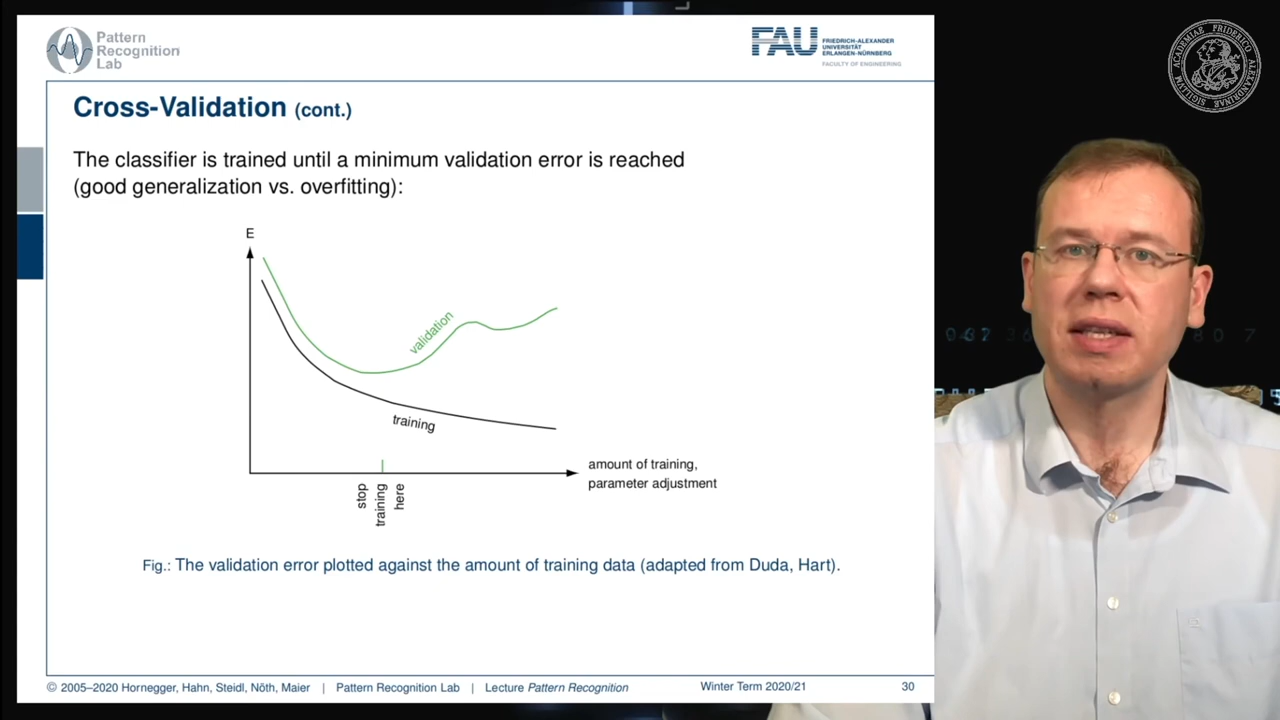 Pattern
Recognition
Lab
FAU FRIEDRICH-ALEXANDER
UNIVERSITÄT
ERLANGEN-NÜRNBERG
FACULTY OF ENGINEERING
Cross-Validation (cont.)
The classifier is trained until a minimum validation error is reached
(good generalization vs. overfitting):
E
validation
training
amount of training,
parameter adjustment
stop
training
here
Fig.: The validation error plotted against the amount of training data (adapted from Duda, Hart).
© 2005–2020 Hornegger, Hahn, Steidl, Nöth, Maier | Pattern Recognition Lab | Lecture Pattern Recognition Winter Term 2020/21 30